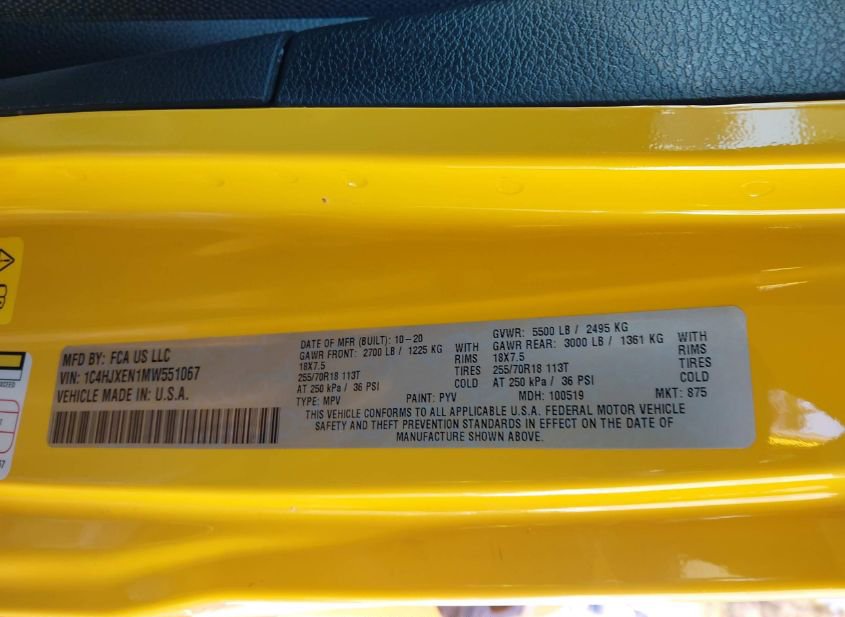 MFD BY: FCA US LLC
VIN: 1C4HJXEN1MW551067
VEHICLE MADE IN: U.S.A.
DATE OF MFR (BUILT): 10-20
GAWR FRONT: 2700 LB / 1225 KG WITH
18X7.5 RIMS
255/70R18 113T TIRES
AT 250 kPa / 36 PSI COLD
GVWR: 5500 LB / 2495 KG
GAWR REAR: 3000 LB / 1361 KG WITH
18X7.5 RIMS
255/70R18 113T TIRES
AT 250 kPa / 36 PSI COLD
TYPE: MPV PAINT: PYV MDH: 100519 MKT: 875
THIS VEHICLE CONFORMS TO ALL APPLICABLE U.S.A. FEDERAL MOTOR VEHICLE
SAFETY AND THEFT PREVENTION STANDARDS IN EFFECT ON THE DATE OF
MANUFACTURE SHOWN ABOVE.